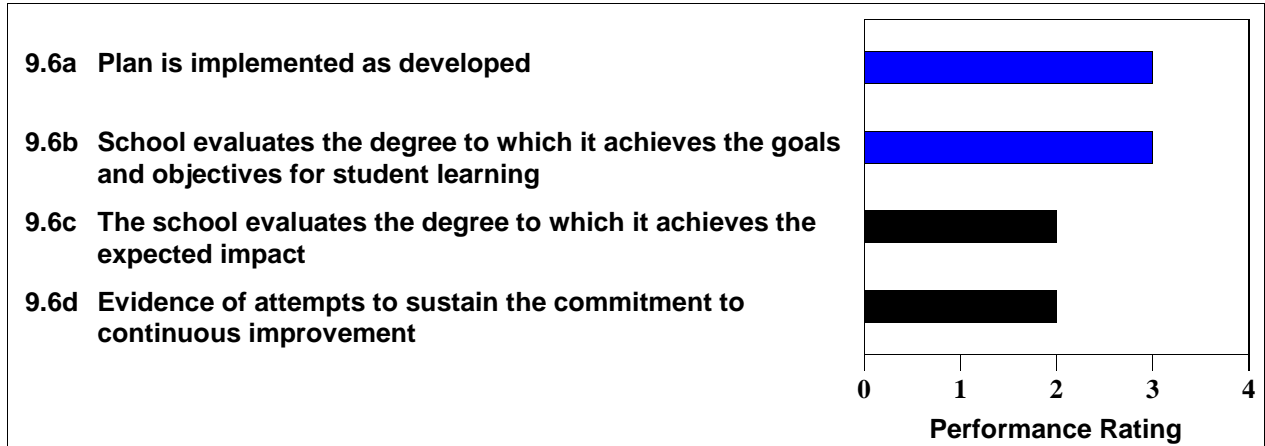 9.6a Plan is implemented as developed
9.6b School evaluates the degree to which it achieves the goals
and objectives for student learning
9.6c The school evaluates the degree to which it achieves the
expected impact
9.6d Evidence of attempts to sustain the commitment to
continuous improvement
0 1 2 3 4
Performance Rating